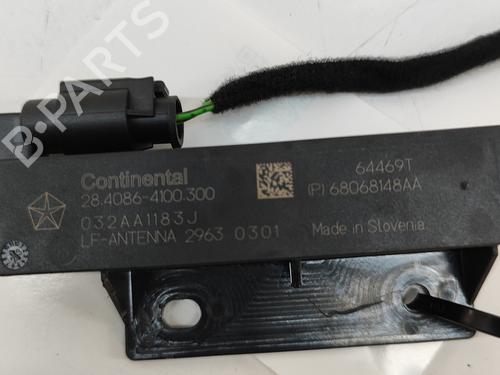 B-PARTS
Continental
28.4086-4100.300
032AA1183J
LF-ANTENNA 2963 0301
64469T
(P) 68068148AA
Made in Slovenia